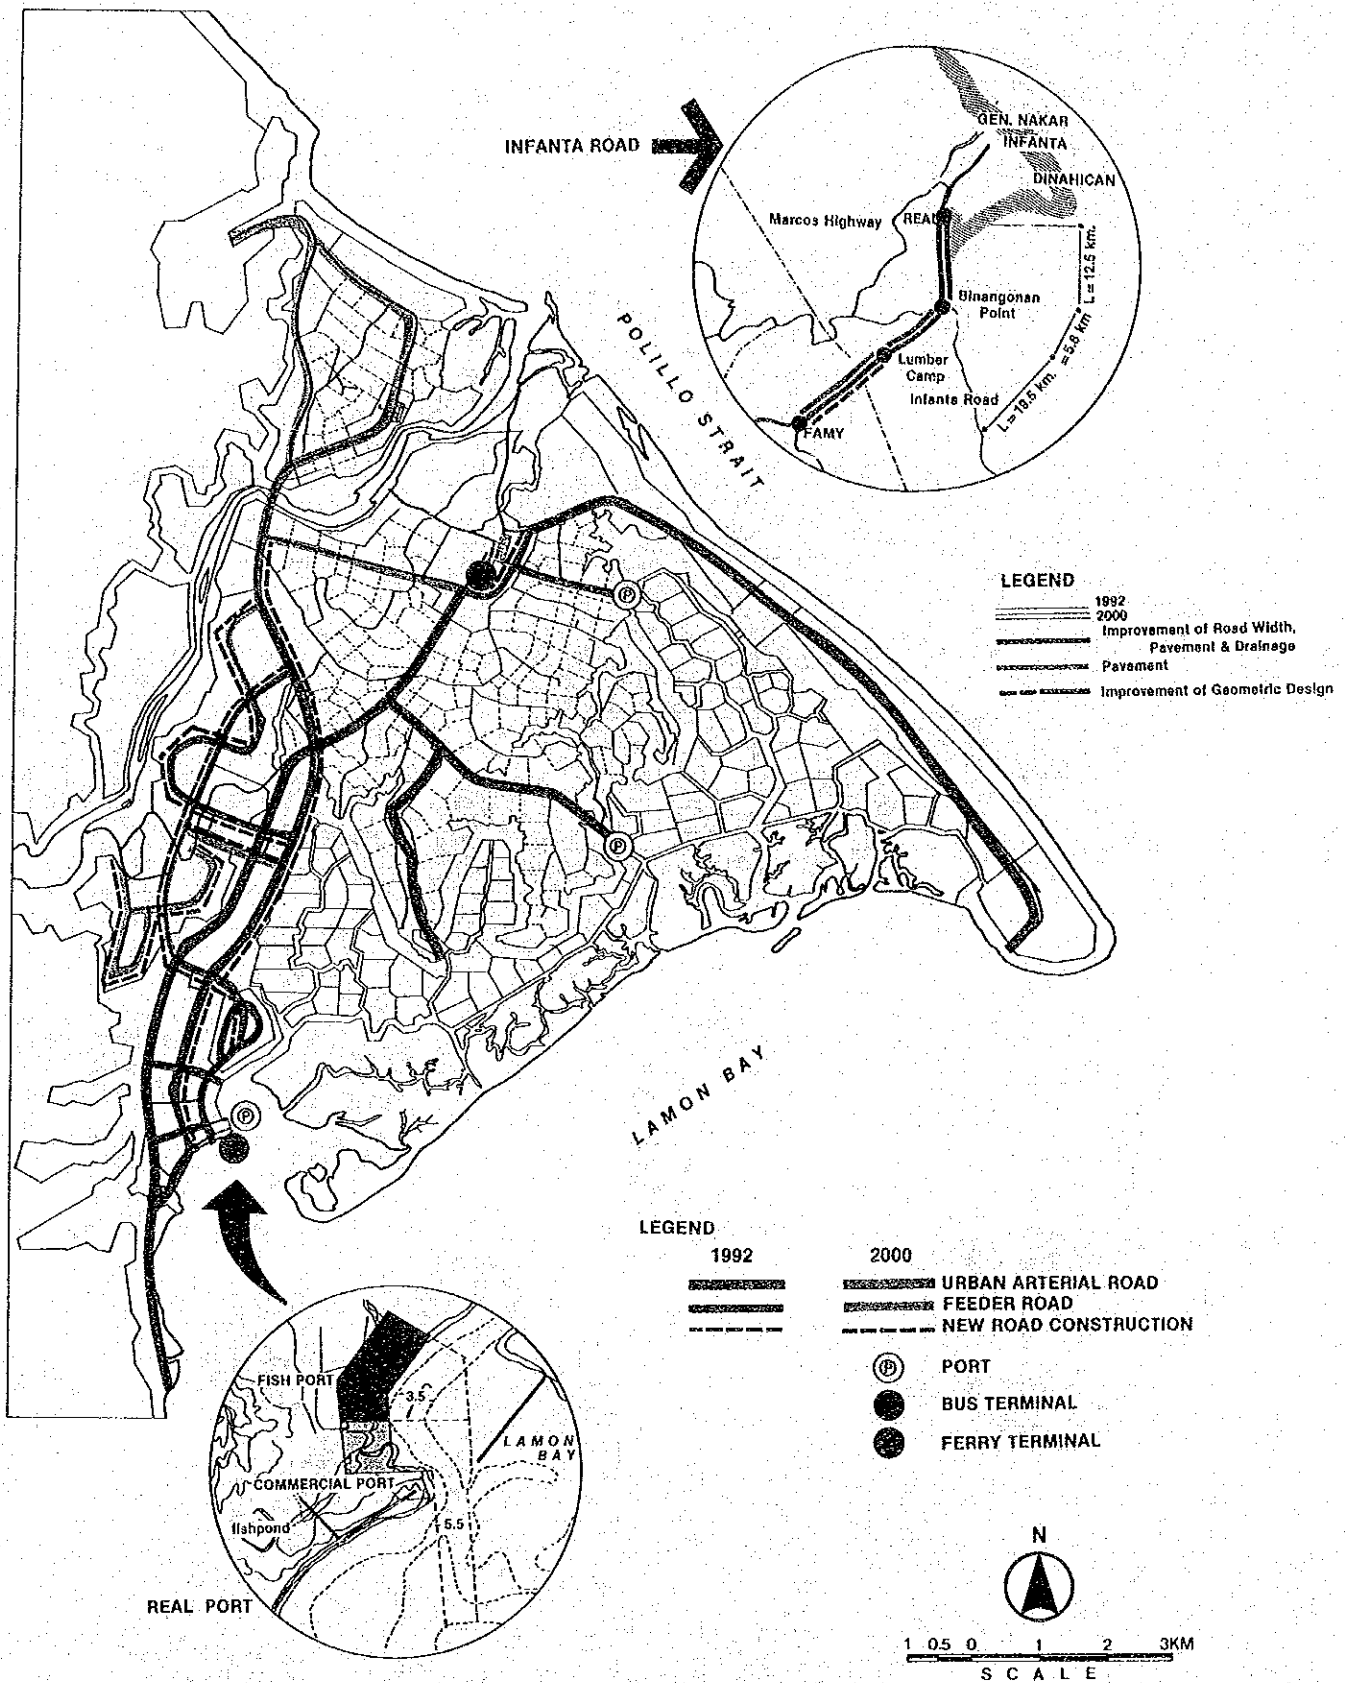 INFANTA ROAD
GEN. NAKAR
INFANTA
DINAHICAN
Marcos Highway
REAL
Binangonan
Point
Lumber
Camp
Infanta Road
FAMY
L = 12.5 km.
= 5.8 km
L = 19.5 km.
POLILLO STRAIT
LEGEND
1992
2000
Improvement of Road Width,
Pavement & Drainage
Pavement
Improvement of Geometric Design
P
P
P
LAMON BAY
LEGEND
1992 2000
URBAN ARTERIAL ROAD
FEEDER ROAD
NEW ROAD CONSTRUCTION
P PORT
BUS TERMINAL
FERRY TERMINAL
FISH PORT
3.5
LAMON
BAY
COMMERCIAL PORT
fishpond
5.5
REAL PORT
N
1 0.5 0 1 2 3KM
SCALE